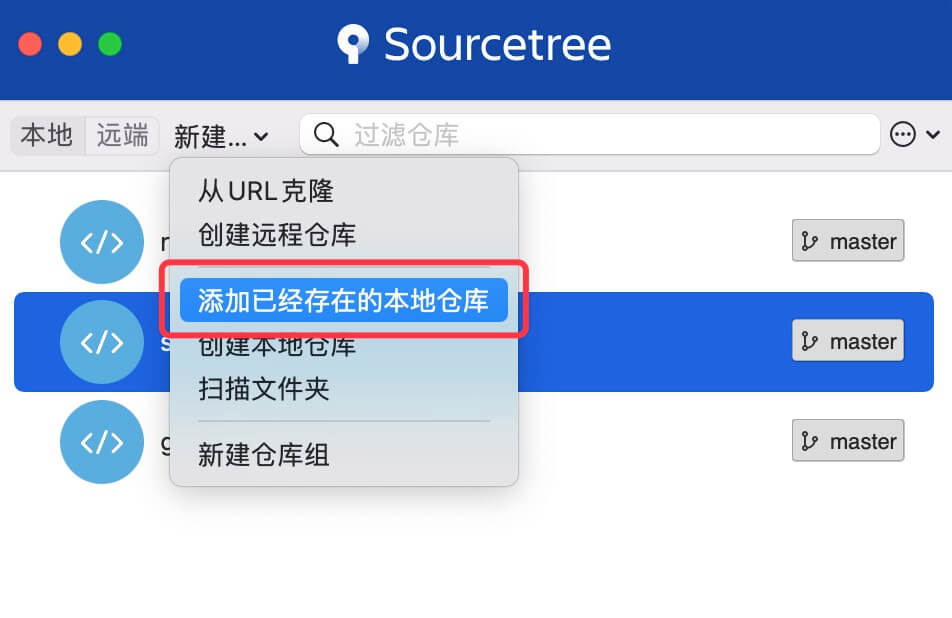 Sourcetree
本地 远端 新建... 过滤仓库
从URL克隆
创建远程仓库
添加已经存在的本地仓库
创建本地仓库
扫描文件夹
新建仓库组
master
master
master